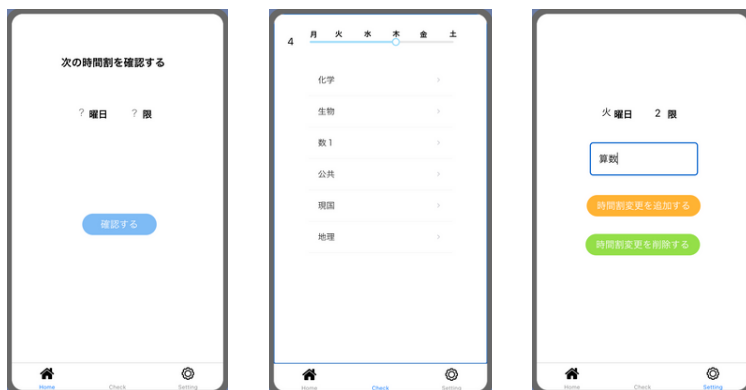 次の時間割を確認する
? 曜日 ? 限
確認する
Home Check Setting
4 月 火 水 木 金 土
化学
生物
数1
公共
現国
地理
Home Check Setting
火 曜日 2 限
算数
時間割変更を追加する
時間割変更を削除する
Home Check Setting